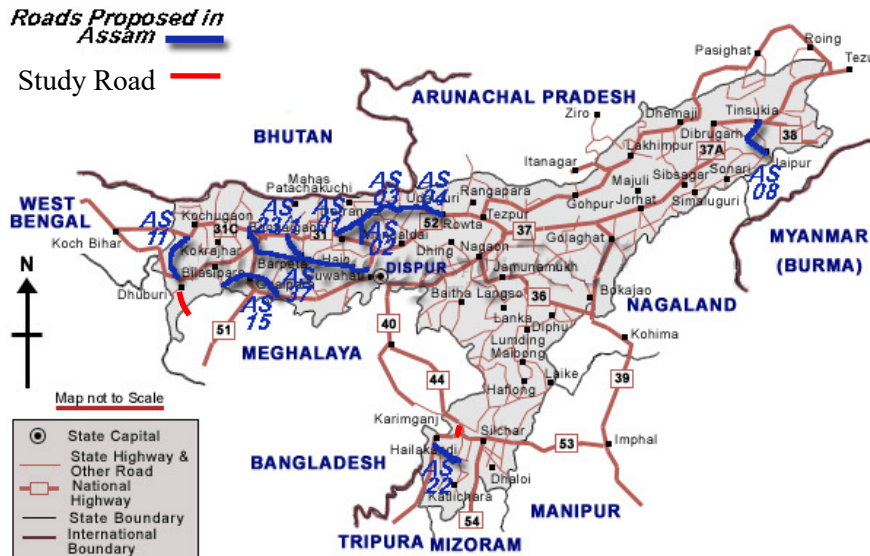 Roads Proposed in
Assam
Study Road
Pasighat
Roing
Tezu
ARUNACHAL PRADESH
Ziro
Dhemaji
Tinsukia
BHUTAN
Dibrugarh
38
37A
Itanagar
Lakhimpur
Jaipur
AS
08
Mahas
Patachakuchi
AS
03
AS
04
Rangapara
Majuli
Sibsagar
Sonari
WEST
BENGAL
AS
11
Kochugaon
AS
Gohpur
Jorhat
Simaluguri
Koch Bihar
31C
31
52
Rowta
Tezpur
37
Golaghat
MYANMAR
(BURMA)
Kokrajhar
AS
02
Dhing
Nagaon
N
Bilasipara
Barpeta
Hajo
DISPUR
Jamunamukh
Dhuburi
AS
37
Baitha Langso
36
Bokajao
NAGALAND
51
AS
15
40
Lanka
Diphu
Kohima
MEGHALAYA
Lumding
Maibong
Laike
39
Map not to Scale
44
Haflong
State Capital
Karimganj
Silchar
53
Imphal
State Highway &
Other Road
Hailakandi
BANGLADESH
AS
22
Dhaloi
National
Highway
Katlichara
State Boundary
54
MANIPUR
International
Boundary
TRIPURA
MIZORAM